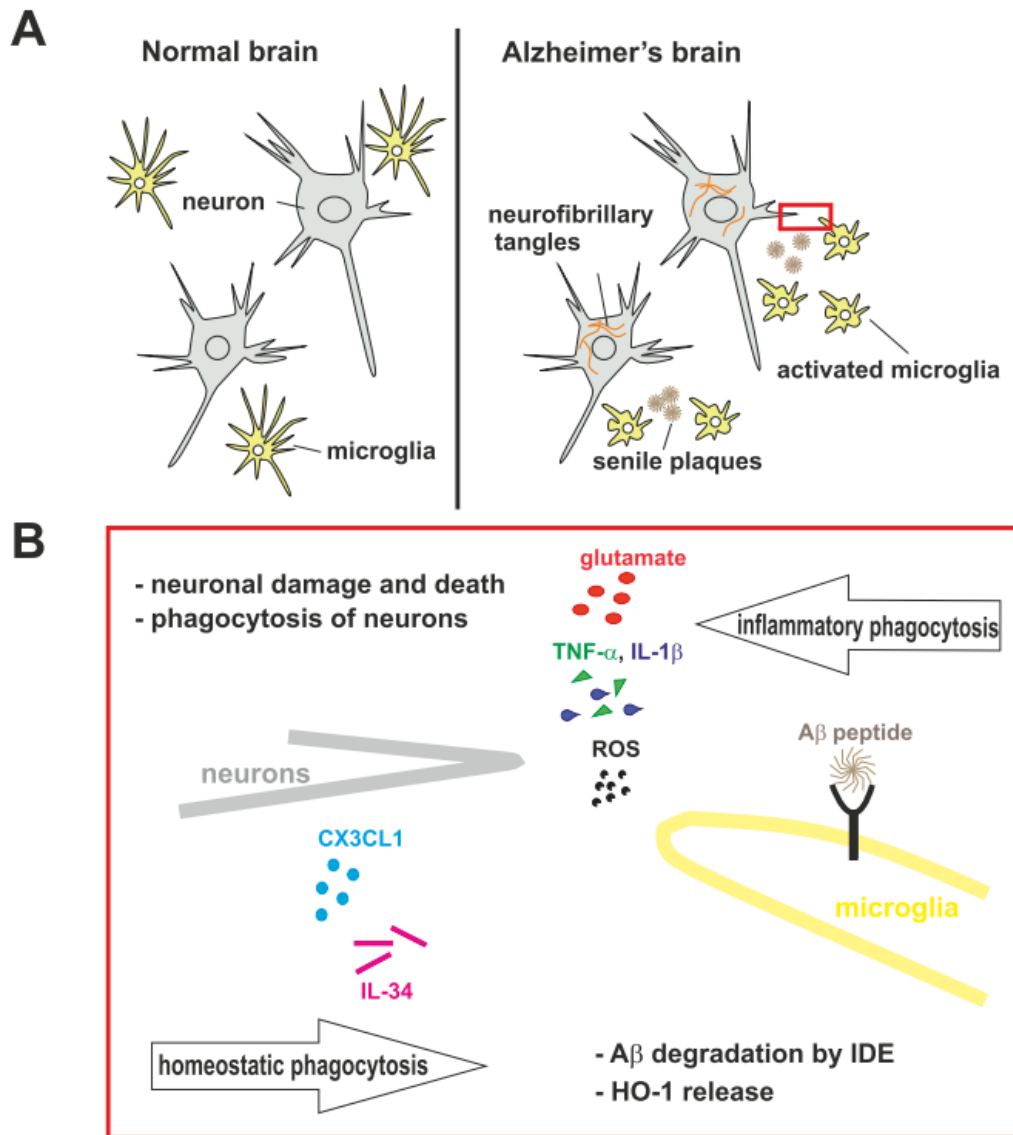 A
Normal brain
Alzheimer's brain
neuron
neurofibrillary
tangles
activated microglia
microglia
senile plaques
B
- neuronal damage and death
- phagocytosis of neurons
glutamate
inflammatory phagocytosis
TNF-α, IL-1β
ROS
Aβ peptide
neurons
CX3CL1
microglia
IL-34
homeostatic phagocytosis
- Aβ degradation by IDE
- HO-1 release